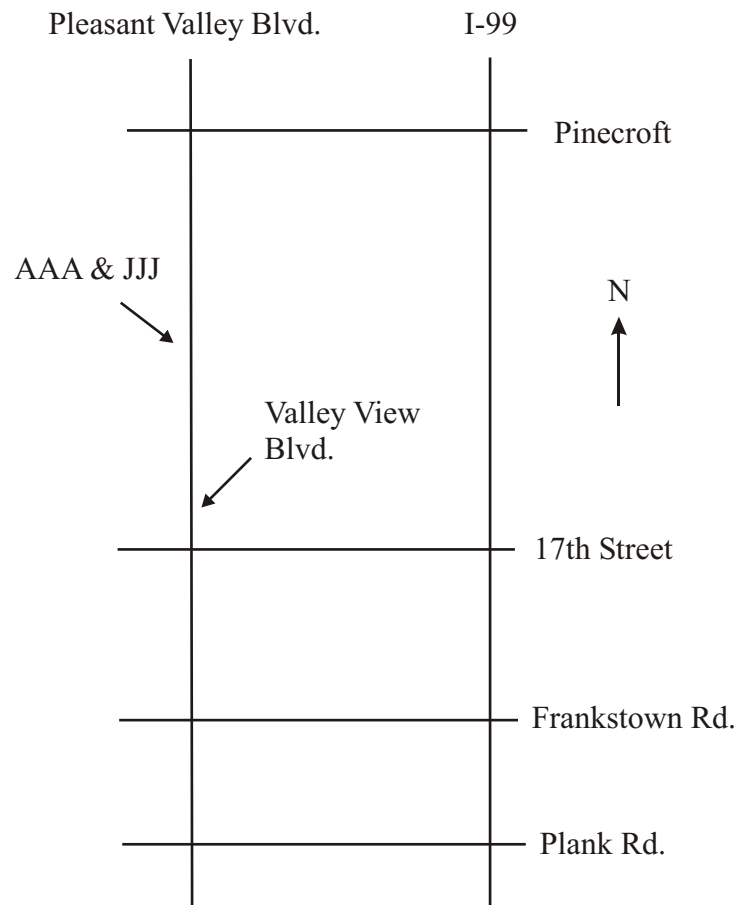 Pleasant Valley Blvd.
I-99
Pinecroft
AAA & JJJ
N
Valley View
Blvd.
17th Street
Frankstown Rd.
Plank Rd.